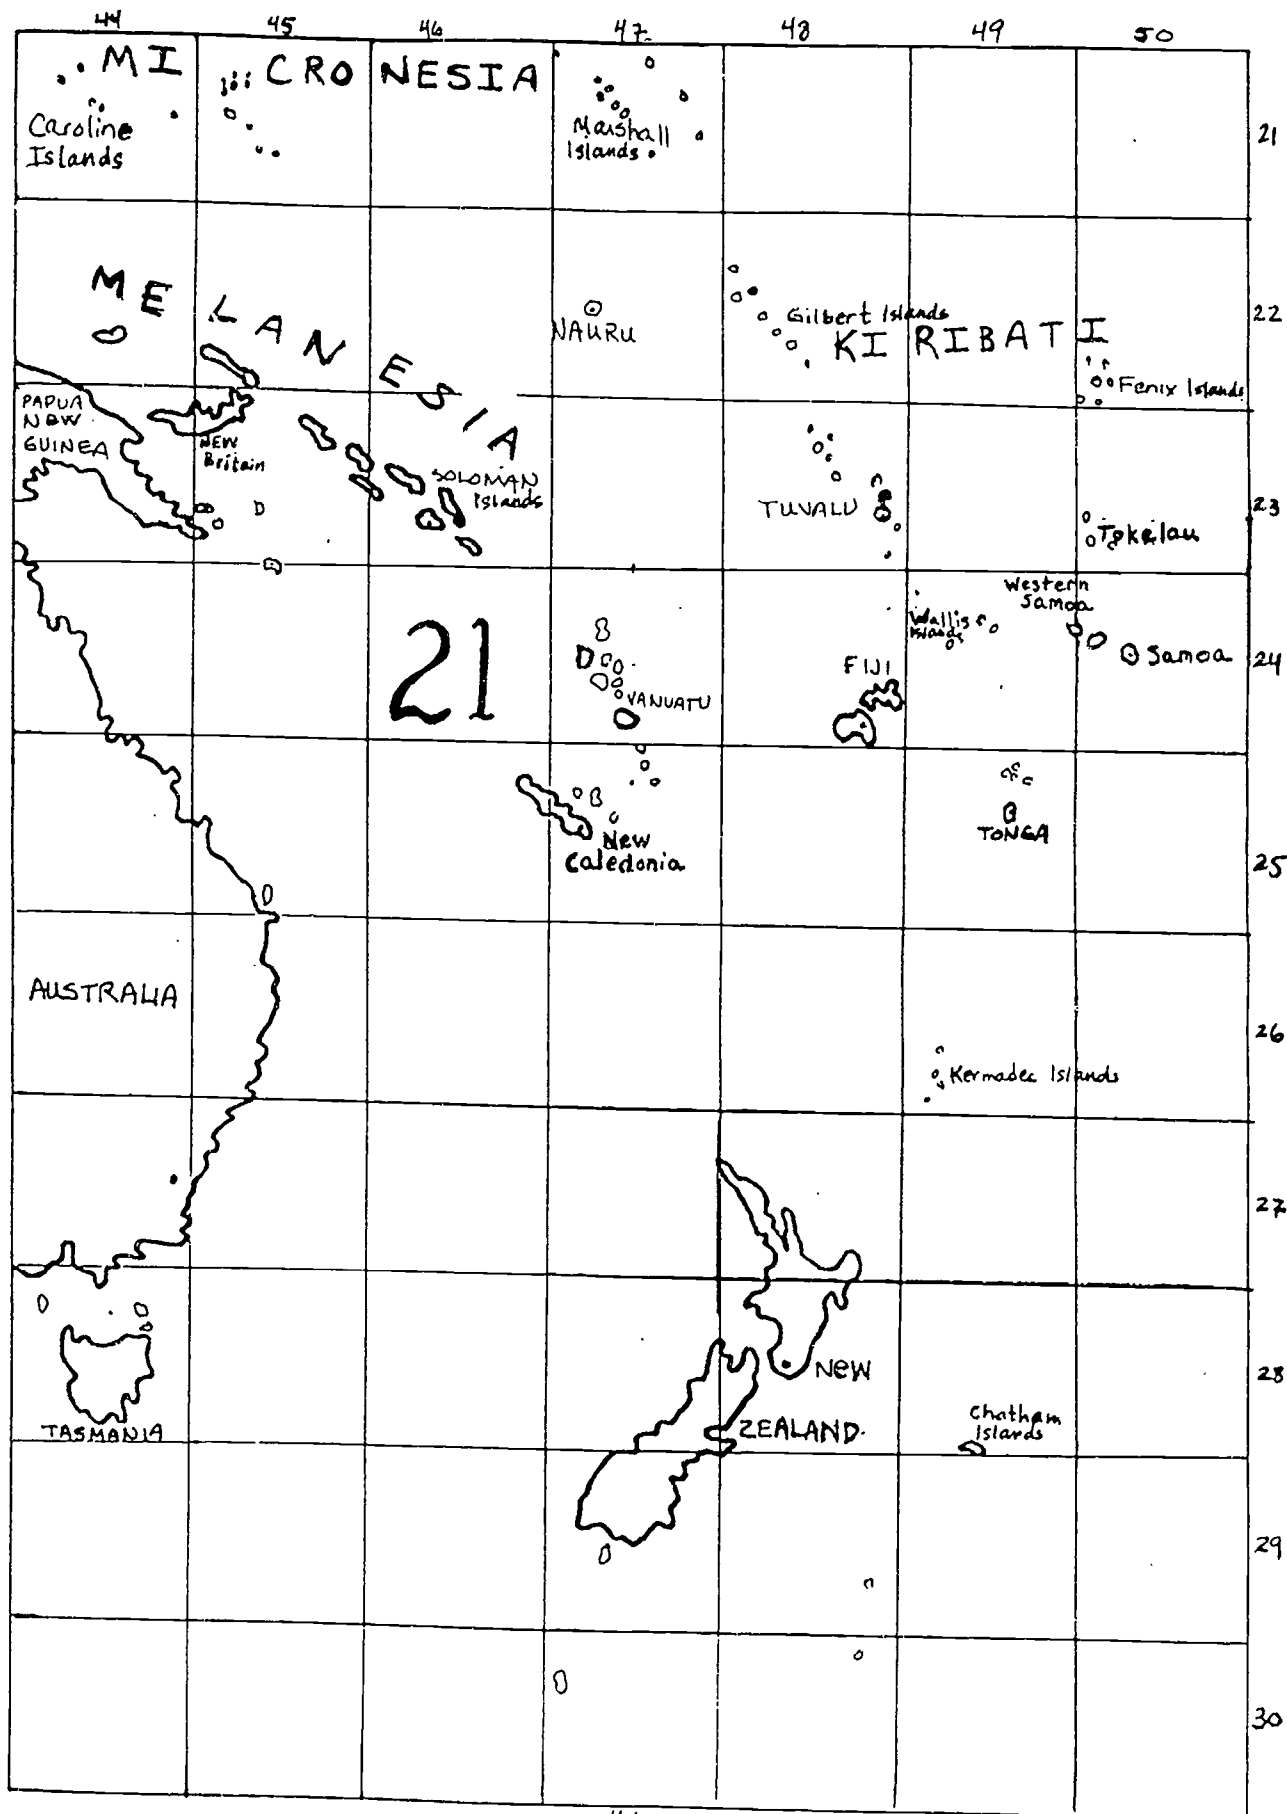 44 45 46 47 48 49 50
MI CRO NESIA
Caroline
Islands
Marshall
Islands
21
MELANESIA
NAURU
Gilbert Islands
KIRIBATI
22
Fenix Islands
PAPUA
NEW
GUINEA
NEW
Britain
SOLOMAN
Islands
TUVALU
Tokelau
23
Western
Samoa
Wallis
Islands
21
FIJI
Samoa
24
VANUATU
New
Caledonia
TONGA
25
AUSTRALIA
26
Kermadec Islands
27
New
ZEALAND
28
TASMANIA
Chatham
Islands
29
30